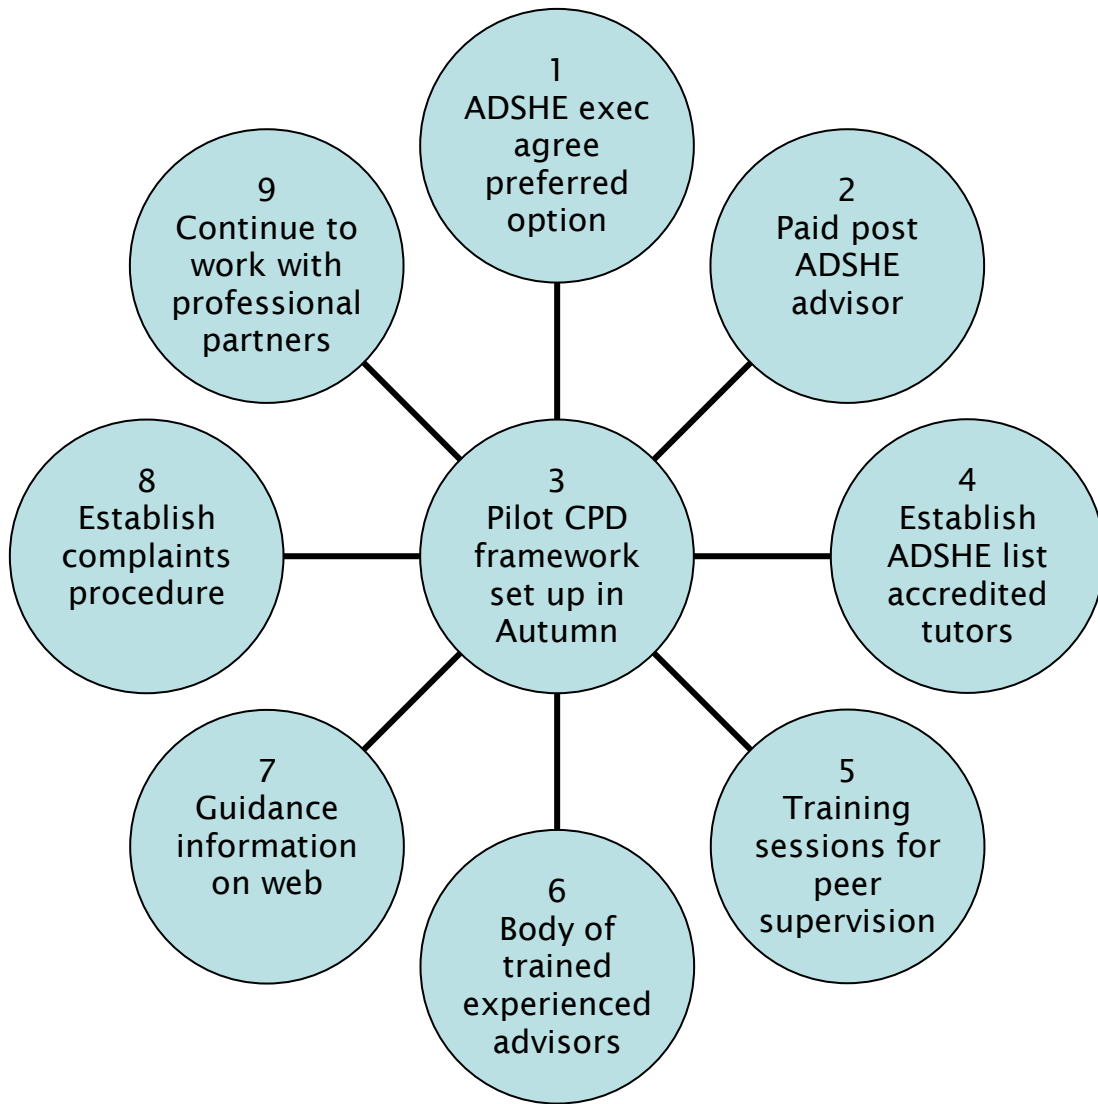 1
ADSHE exec
agree
preferred
option
2
Paid post
ADSHE
advisor
3
Pilot CPD
framework
set up in
Autumn
4
Establish
ADSHE list
accredited
tutors
5
Training
sessions for
peer
supervision
6
Body of
trained
experienced
advisors
7
Guidance
information
on web
8
Establish
complaints
procedure
9
Continue to
work with
professional
partners